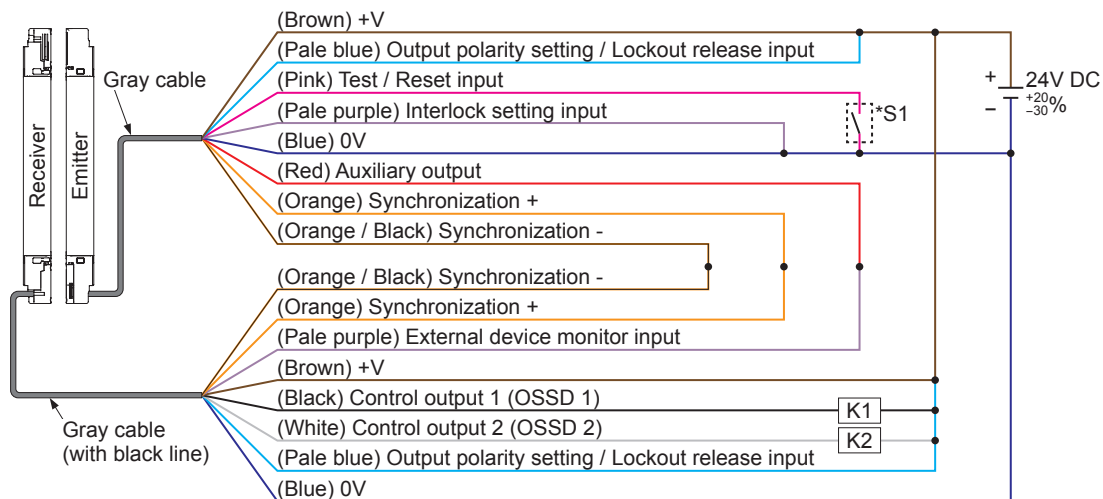 (Brown) +V
(Pale blue) Output polarity setting / Lockout release input
Gray cable
(Pink) Test / Reset input
(Pale purple) Interlock setting input
(Blue) 0V
(Red) Auxiliary output
(Orange) Synchronization +
(Orange / Black) Synchronization -
+
−
24V DC
+20
−30 %
*S1
Receiver
Emitter
(Orange / Black) Synchronization -
(Orange) Synchronization +
(Pale purple) External device monitor input
(Brown) +V
(Black) Control output 1 (OSSD 1)
K1
(White) Control output 2 (OSSD 2)
K2
(Pale blue) Output polarity setting / Lockout release input
(Blue) 0V
Gray cable
(with black line)